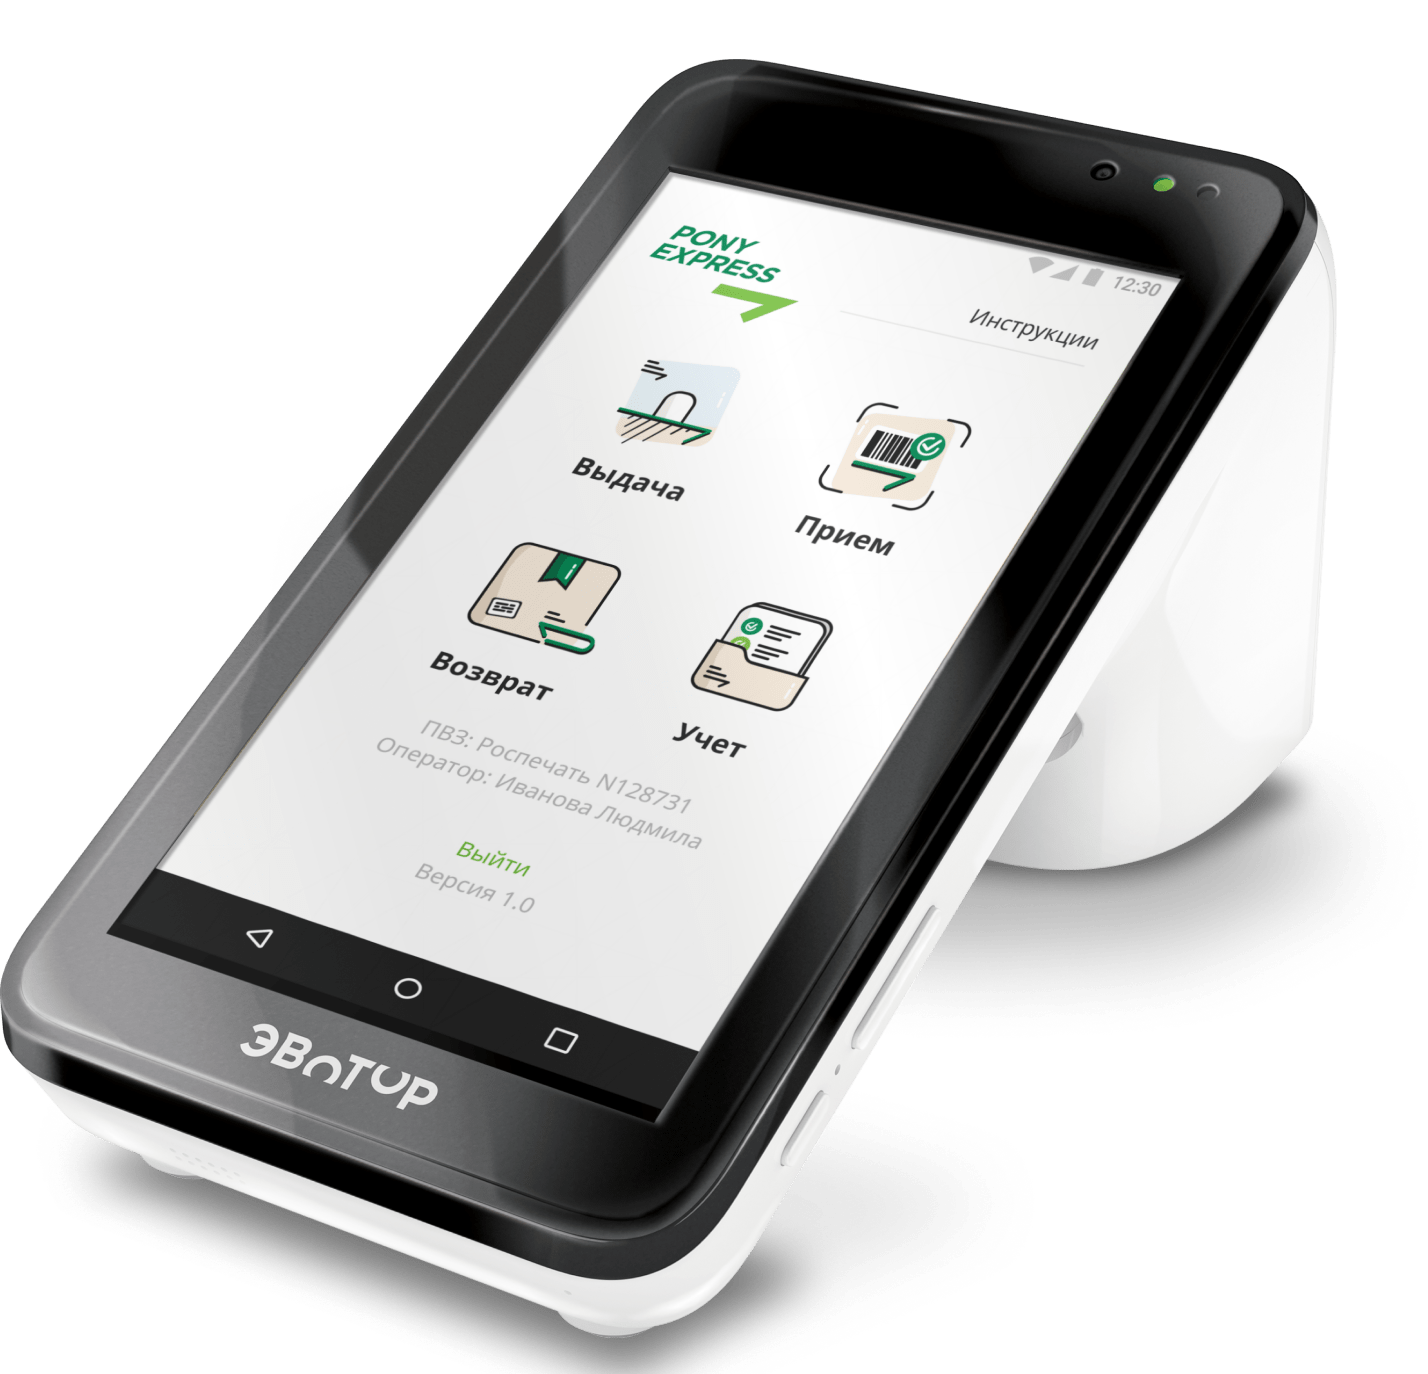 PONY
EXPRESS
12:30
Инструкции
Выдача
Прием
Возврат
Учет
ПВЗ: Роспечать N128731
Оператор: Иванова Людмила
Выйти
Версия 1.0
ЭВОТОР